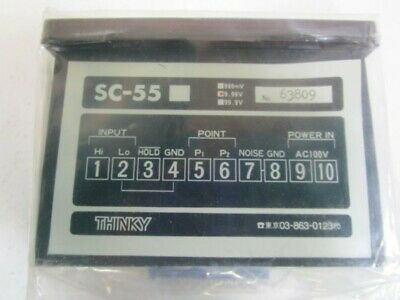 SC-55
999mV
9.99V
99.9V
№ 63809
INPUT POINT POWER IN
Hi Lo HOLD GND P1 P2 NOISE GND AC100V
1 2 3 4 5 6 7 8 9 10
THINKY ☎東京03-863-0123代